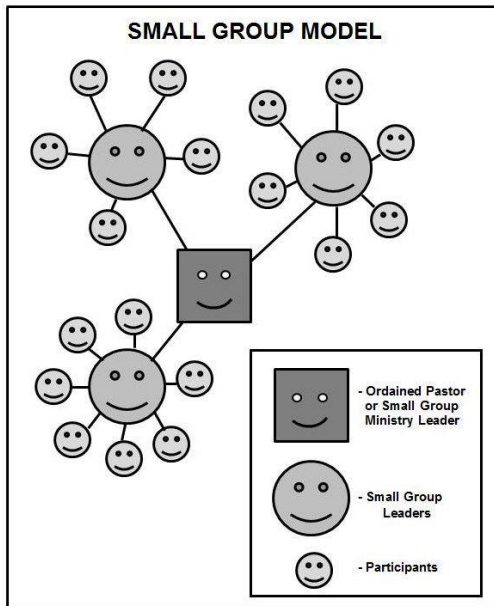 SMALL GROUP MODEL
- Ordained Pastor
or Small Group
Ministry Leader
- Small Group
Leaders
- Participants